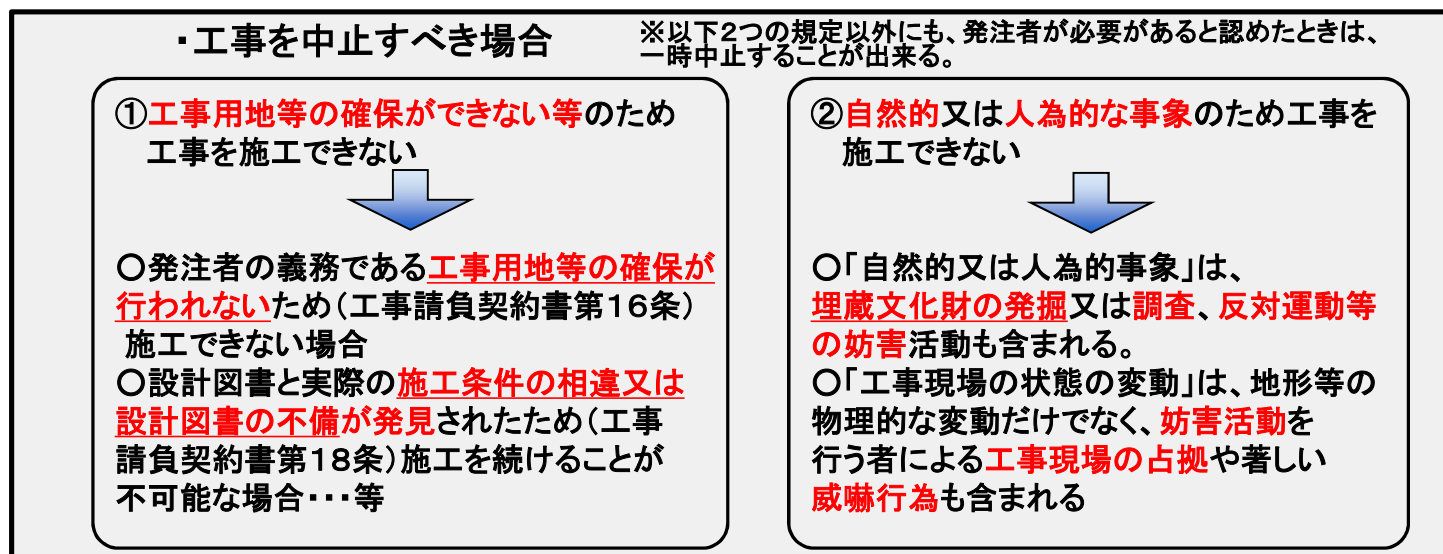 ・工事を中止すべき場合
※以下2つの規定以外にも、発注者が必要があると認めたときは、
一時中止することが出来る。
①工事用地等の確保ができない等のため
工事を施工できない
○発注者の義務である工事用地等の確保が
行われないため(工事請負契約書第16条)
施工できない場合
○設計図書と実際の施工条件の相違又は
設計図書の不備が発見されたため(工事
請負契約書第18条)施工を続けることが
不可能な場合・・・等
②自然的又は人為的な事象のため工事を
施工できない
○「自然的又は人為的事象」は、
埋蔵文化財の発掘又は調査、反対運動等
の妨害活動も含まれる。
○「工事現場の状態の変動」は、地形等の
物理的な変動だけでなく、妨害活動を
行う者による工事現場の占拠や著しい
威嚇行為も含まれる